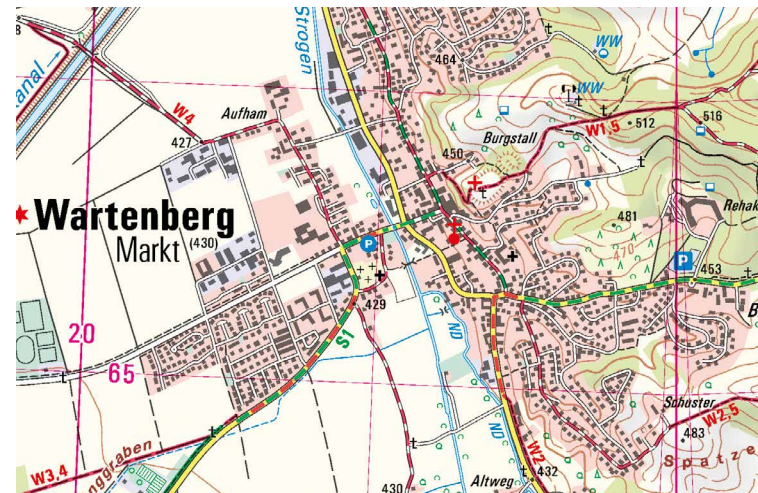 8
Strogen
WW
464
Kanal
W4
Aufham
WW
427
Burgstall
512
516
W1,5
450
Wartenberg
Markt (430)
481
Rehak
P
470
P
453
429
20
S1
ND
B
65
Schuster
W2,5
ND
483
Spatze
W3,4
nggraben
W2
Altweg
432
430